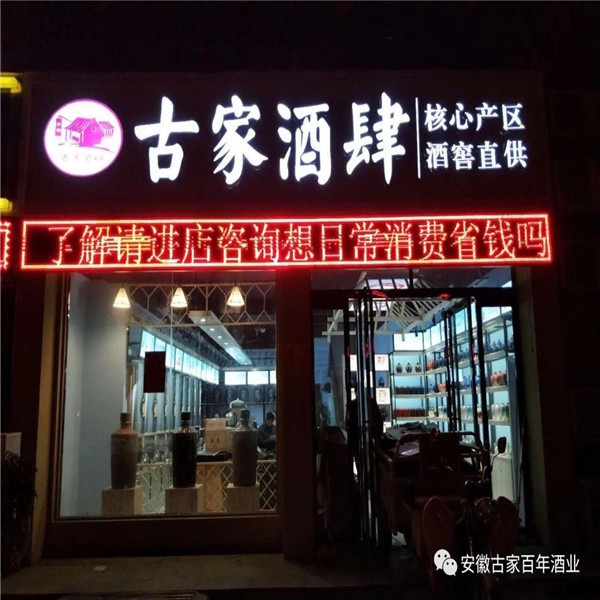 古家酒肆
核心产区
酒窖直供
了解请进店咨询想日常消费省钱吗
安徽古家百年酒业